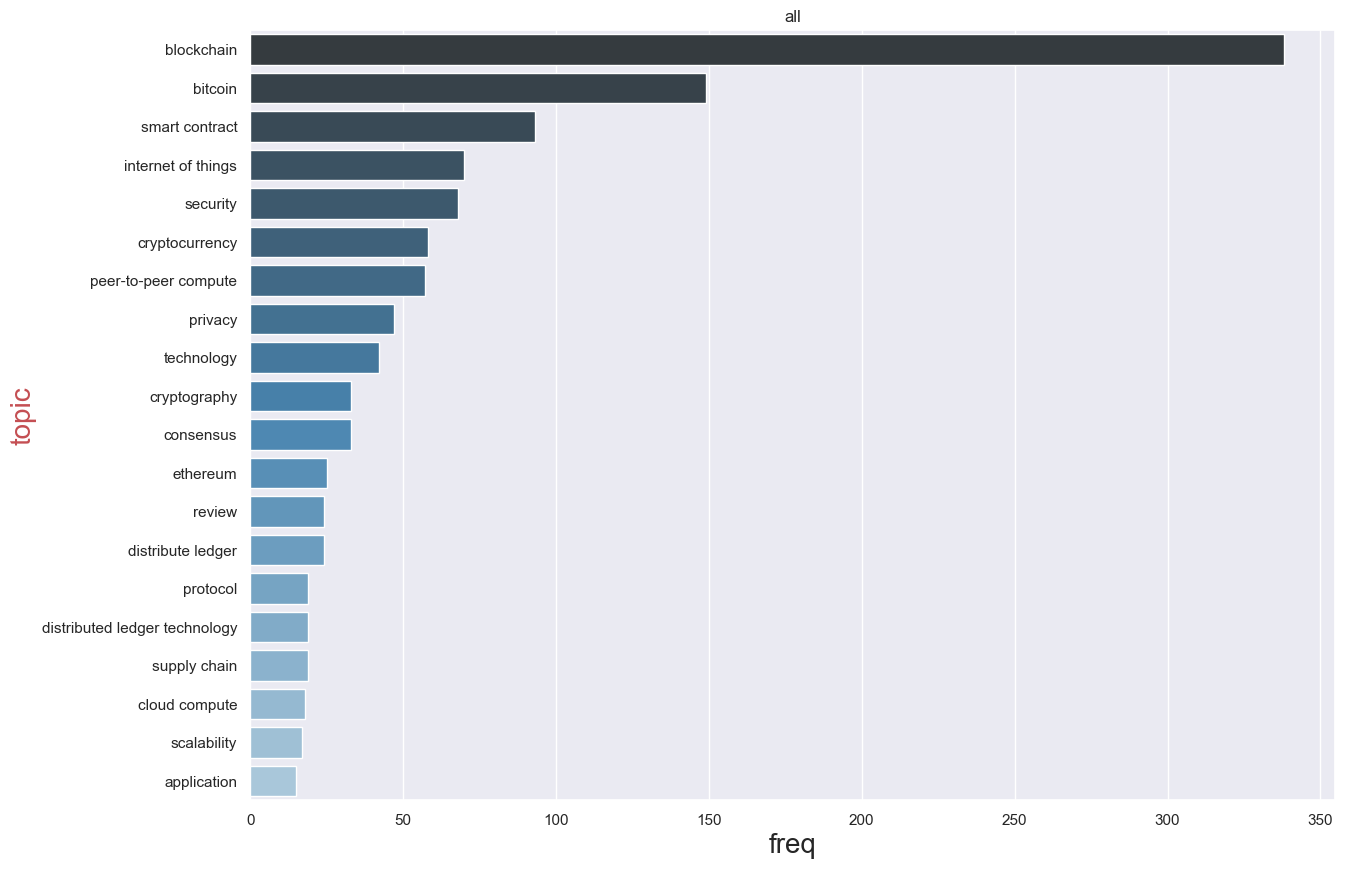 all
blockchain
bitcoin
smart contract
internet of things
security
cryptocurrency
peer-to-peer compute
privacy
technology
cryptography
consensus
ethereum
review
distribute ledger
protocol
distributed ledger technology
supply chain
cloud compute
scalability
application
topic
0 50 100 150 200 250 300 350
freq